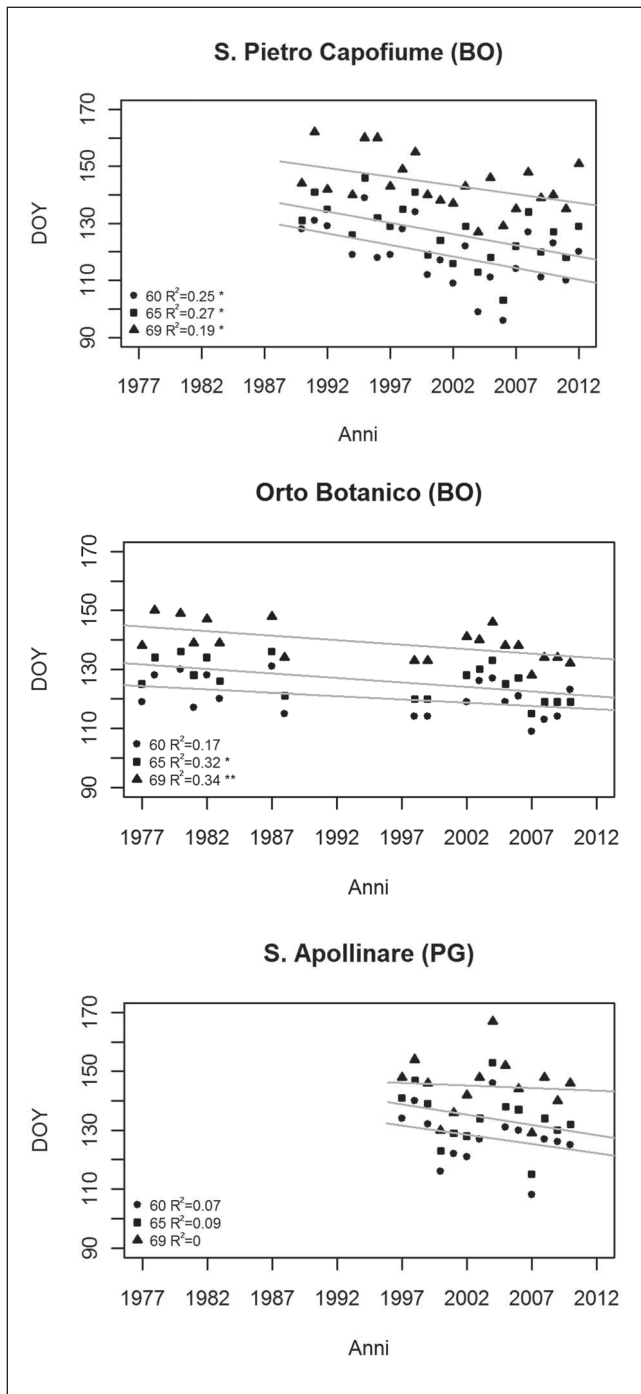 S. Pietro Capofiume (BO)
DOY
170
150
130
110
90
60 R²=0.25 *
65 R²=0.27 *
69 R²=0.19 *
1977 1982 1987 1992 1997 2002 2007 2012
Anni
Orto Botanico (BO)
DOY
170
150
130
110
90
60 R²=0.17
65 R²=0.32 *
69 R²=0.34 **
1977 1982 1987 1992 1997 2002 2007 2012
Anni
S. Apollinare (PG)
DOY
170
150
130
110
90
60 R²=0.07
65 R²=0.09
69 R²=0
1977 1982 1987 1992 1997 2002 2007 2012
Anni